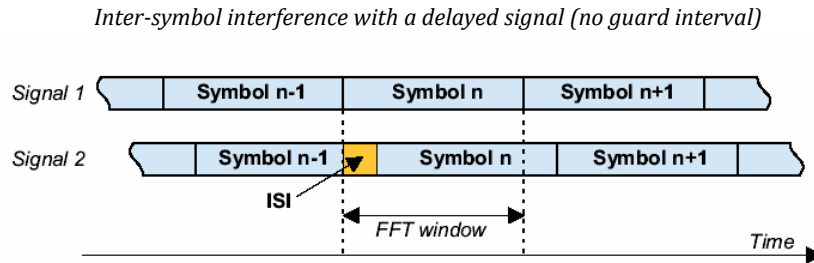 Inter-symbol interference with a delayed signal (no guard interval)
Signal 1 Symbol n-1 Symbol n Symbol n+1
Signal 2 Symbol n-1 Symbol n Symbol n+1
ISI
FFT window
Time